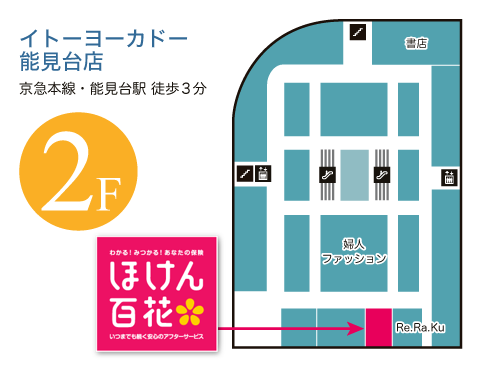 イトーヨーカドー
能見台店
京急本線・能見台駅 徒歩3分
2F
書店
婦人
ファッション
わかる!みつかる!あなたの保険
ほけん
百花
いつまでも続く安心のアフターサービス
Re.Ra.Ku